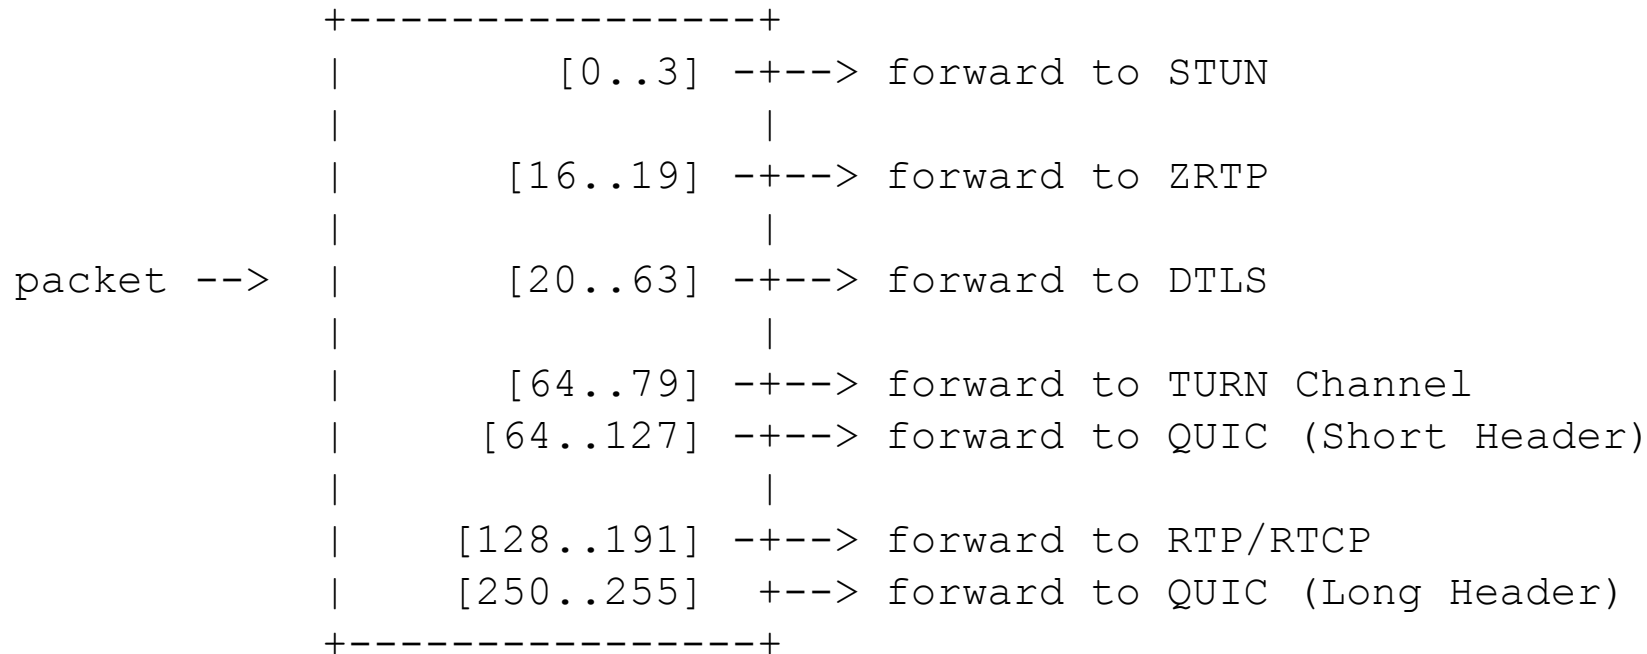 +----------------+
| [0..3] -+--> forward to STUN
| |
| [16..19] -+--> forward to ZRTP
| |
packet --> | [20..63] -+--> forward to DTLS
| |
| [64..79] -+--> forward to TURN Channel
| [64..127] -+--> forward to QUIC (Short Header)
| |
| [128..191] -+--> forward to RTP/RTCP
| [250..255] +--> forward to QUIC (Long Header)
+----------------+